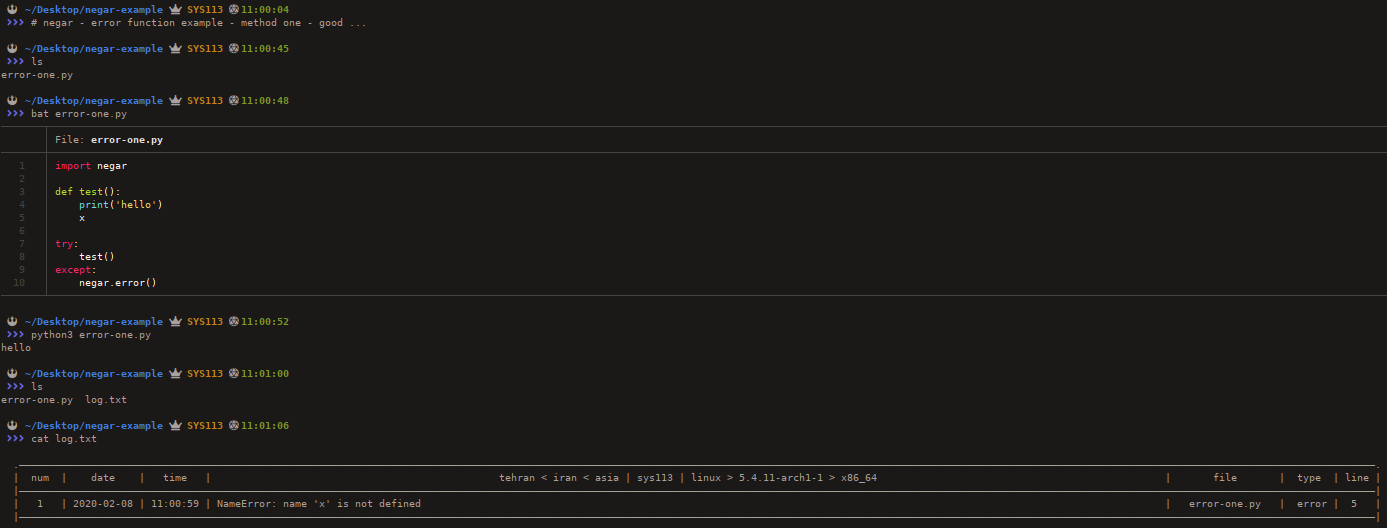 ~/Desktop/negar-example SYS113 11:00:04
>>> # negar - error function example - method one - good ...
~/Desktop/negar-example SYS113 11:00:45
>>> ls
error-one.py
~/Desktop/negar-example SYS113 11:00:48
>>> bat error-one.py
File: error-one.py
1 import negar
2
3 def test():
4     print('hello')
5     x
6
7 try:
8     test()
9 except:
10     negar.error()
~/Desktop/negar-example SYS113 11:00:52
>>> python3 error-one.py
hello
~/Desktop/negar-example SYS113 11:01:00
>>> ls
error-one.py  log.txt
~/Desktop/negar-example SYS113 11:01:06
>>> cat log.txt
| num | date | time | tehran < iran < asia | sys113 | linux > 5.4.11-arch1-1 > x86_64 | file | type | line |
| 1 | 2020-02-08 | 11:00:59 | NameError: name 'x' is not defined | error-one.py | error | 5 |